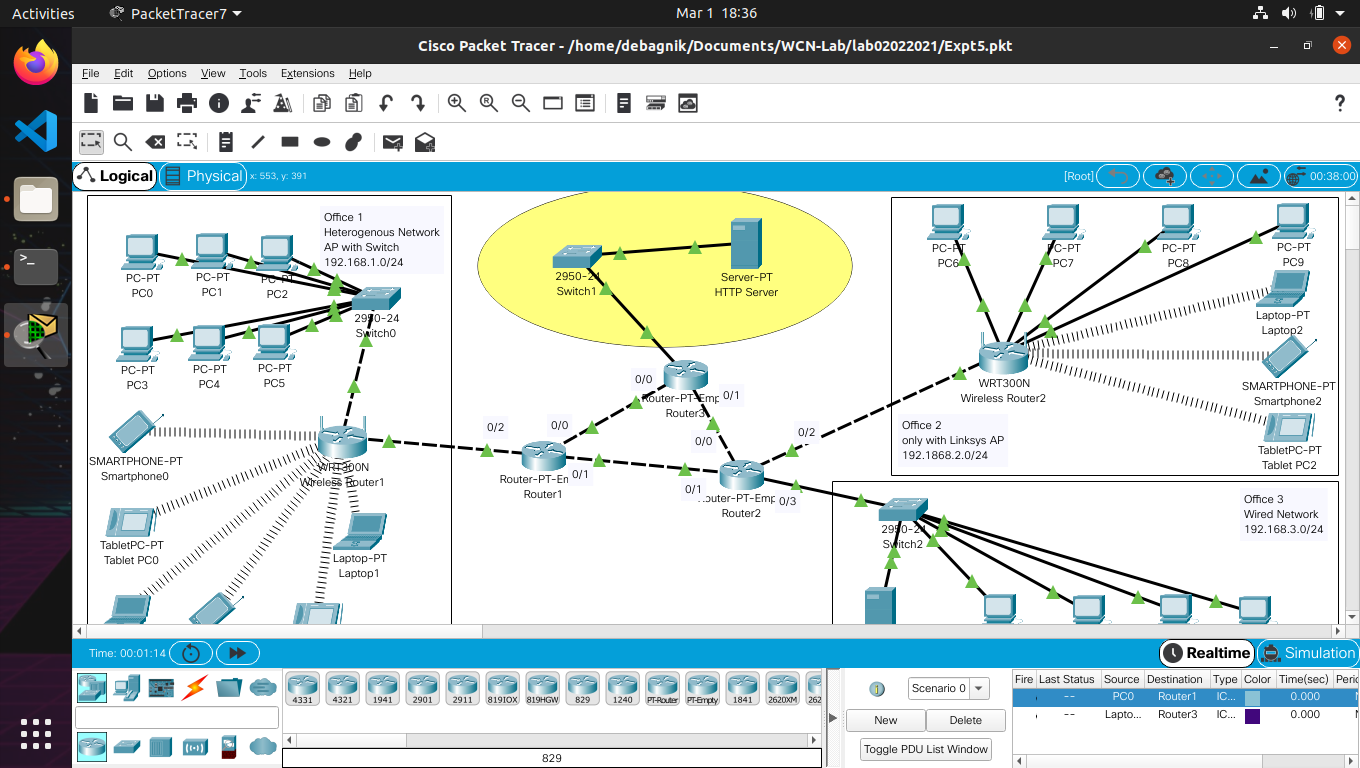 Activities
PacketTracer7
Mar 1 18:36
Cisco Packet Tracer - /home/debagnik/Documents/WCN-Lab/lab02022021/Expt5.pkt
File Edit Options View Tools Extensions Help
?
Logical
Physical
x: 553, y: 391
[Root]
00:38:00
Office 1
Heterogenous Network
AP with Switch
192.168.1.0/24
PC-PT
PC0
PC-PT
PC1
PC-PT
PC2
2950-24
Switch0
PC-PT
PC3
PC-PT
PC4
PC-PT
PC5
SMARTPHONE-PT
Smartphone0
WRT300N
Wireless Router1
TabletPC-PT
Tablet PC0
Laptop-PT
Laptop1
2950-24
Switch1
Server-PT
HTTP Server
0/0
0/1
Router-PT-Emp
Router3
0/2
0/0
Router-PT-Em
Router1
0/1
0/0
0/2
0/1
Router-PT-Emp
Router2
0/3
PC-PT
PC6
PC-PT
PC7
PC-PT
PC8
PC-PT
PC9
Laptop-PT
Laptop2
SMARTPHONE-PT
Smartphone2
TabletPC-PT
Tablet PC2
WRT300N
Wireless Router2
Office 2
only with Linksys AP
192.1868.2.0/24
Office 3
Wired Network
192.168.3.0/24
2950-24
Switch2
Time: 00:01:14
Realtime
Simulation
4331 4321 1941 2901 2911 819IOX 819HGW 829 1240 PT-Router PT-Empty 1841 2620XM 262
829
Scenario 0
New
Delete
Toggle PDU List Window
Fire Last Status Source Destination Type Color Time(sec) Perio
-- PC0 Router1 IC... 0.000 N
-- Lapto... Router3 IC... 0.000 N